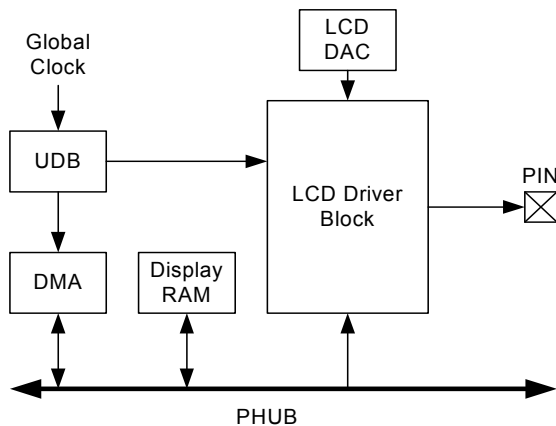 LCD
DAC
Global
Clock
UDB
LCD Driver
Block
PIN
DMA
Display
RAM
PHUB